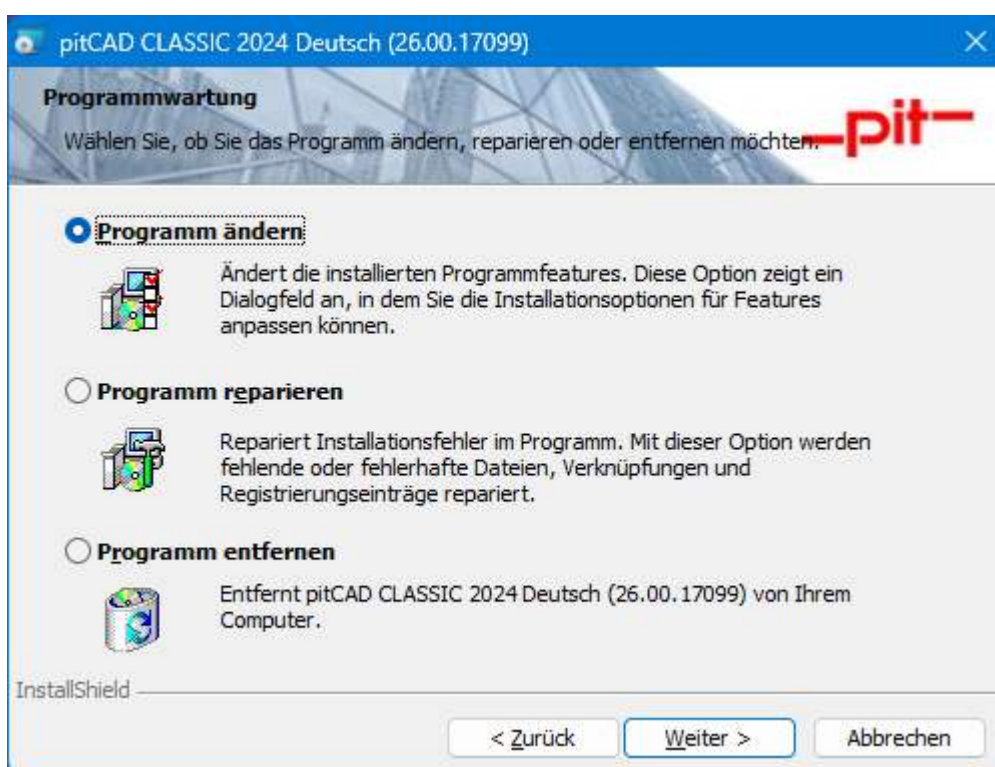 pitCAD CLASSIC 2024 Deutsch (26.00.17099)
Programmwartung
Wählen Sie, ob Sie das Programm ändern, reparieren oder entfernen möchten.
pit
Programm ändern
Ändert die installierten Programmfeatures. Diese Option zeigt ein
Dialogfeld an, in dem Sie die Installationsoptionen für Features
anpassen können.
Programm reparieren
Repariert Installationsfehler im Programm. Mit dieser Option werden
fehlende oder fehlerhafte Dateien, Verknüpfungen und
Registrierungseinträge repariert.
Programm entfernen
Entfernt pitCAD CLASSIC 2024 Deutsch (26.00.17099) von Ihrem
Computer.
InstallShield
< Zurück Weiter > Abbrechen